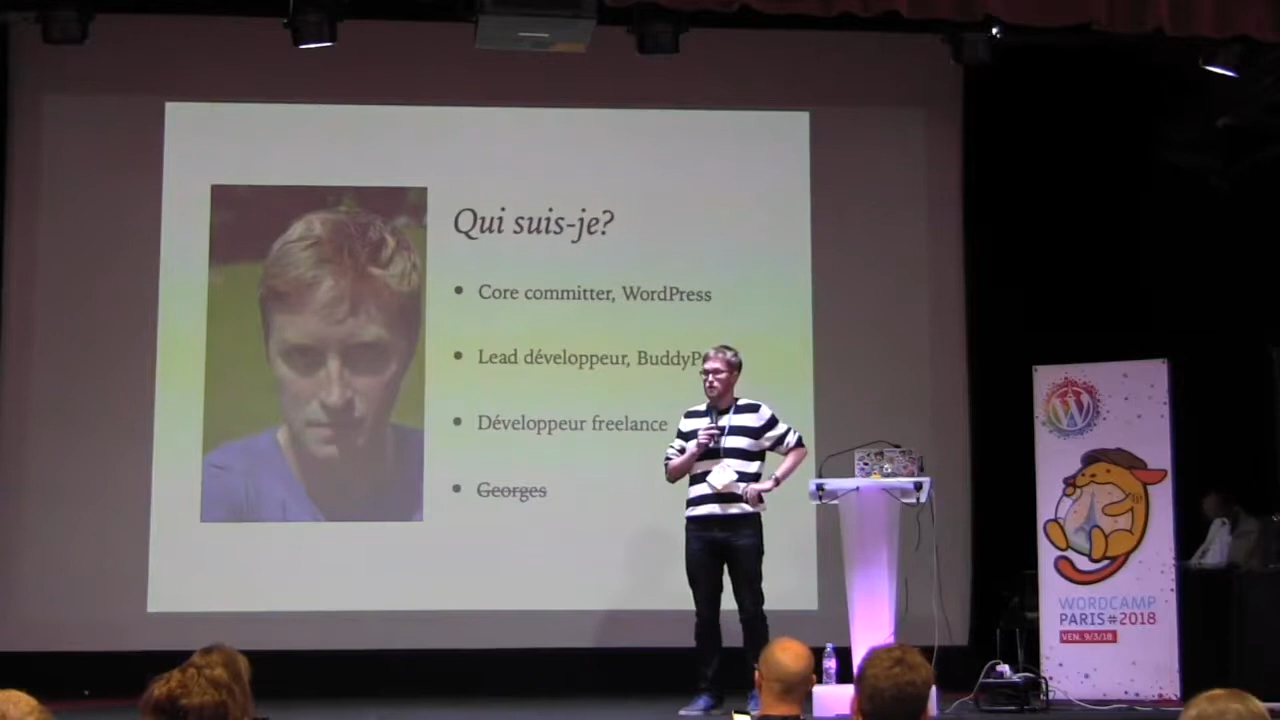 Qui suis-je?
Core committer, WordPress
Lead développeur, BuddyP
Développeur freelance
Georges
WORDCAMP
PARIS#2018
VEN. 9/3/18